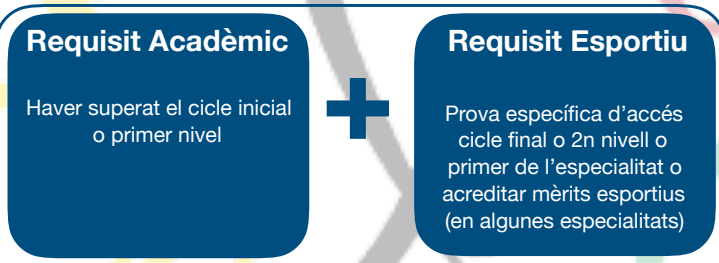 Requisit Acadèmic
Haver superat el cicle inicial
o primer nivel
+
Requisit Esportiu
Prova específica d'accés
cicle final o 2n nivell o
primer de l'especialitat o
acreditar mèrits esportius
(en algunes especialitats)